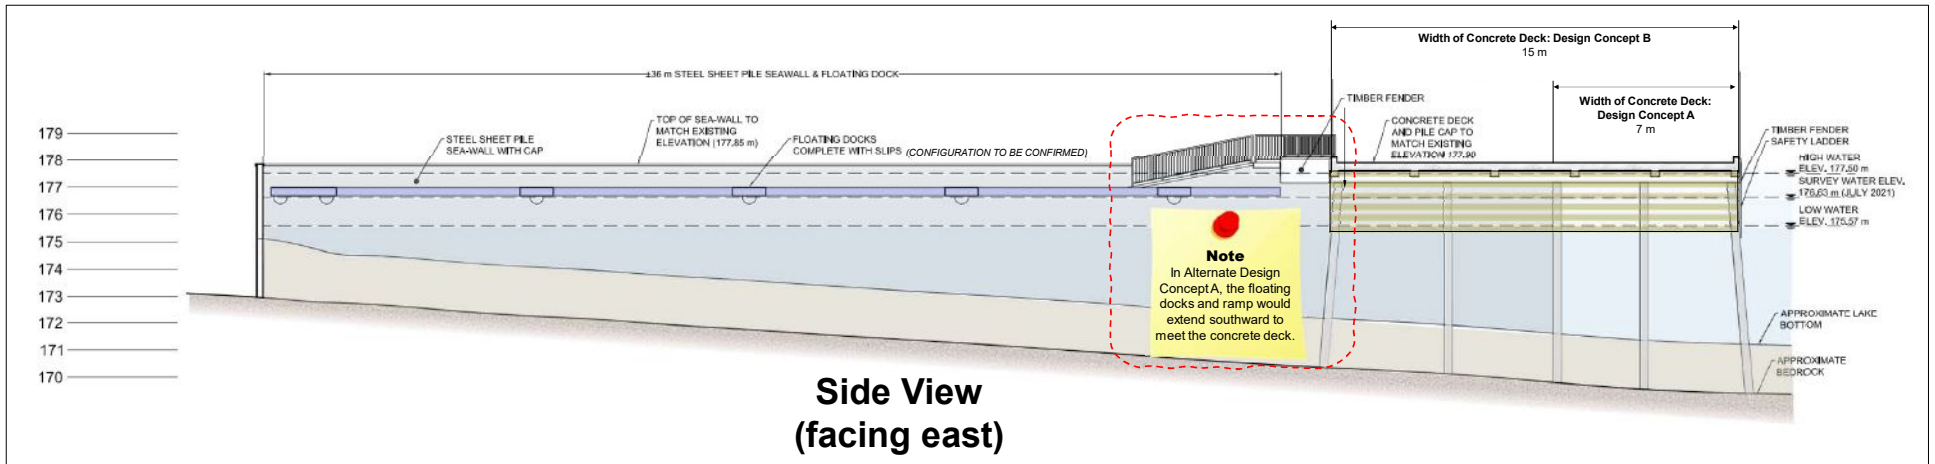 Width of Concrete Deck: Design Concept B
15 m
±36 m STEEL SHEET PILE SEAWALL & FLOATING DOCK
TIMBER FENDER
Width of Concrete Deck:
Design Concept A
7 m
179
178
177
176
175
174
173
172
171
170
STEEL SHEET PILE
SEA-WALL WITH CAP
TOP OF SEA-WALL TO
MATCH EXISTING
ELEVATION (177.85 m)
FLOATING DOCKS
COMPLETE WITH SLIPS (CONFIGURATION TO BE CONFIRMED)
CONCRETE DECK
AND PILE CAP TO
MATCH EXISTING
ELEVATION 177.90
TIMBER FENDER
SAFETY LADDER
HIGH WATER
ELEV. 177.50 m
SURVEY WATER ELEV.
176.63 m (JULY 2021)
LOW WATER
ELEV. 175.57 m
Note
In Alternate Design
Concept A, the floating
docks and ramp would
extend southward to
meet the concrete deck.
APPROXIMATE LAKE
BOTTOM
APPROXIMATE
BEDROCK
Side View
(facing east)